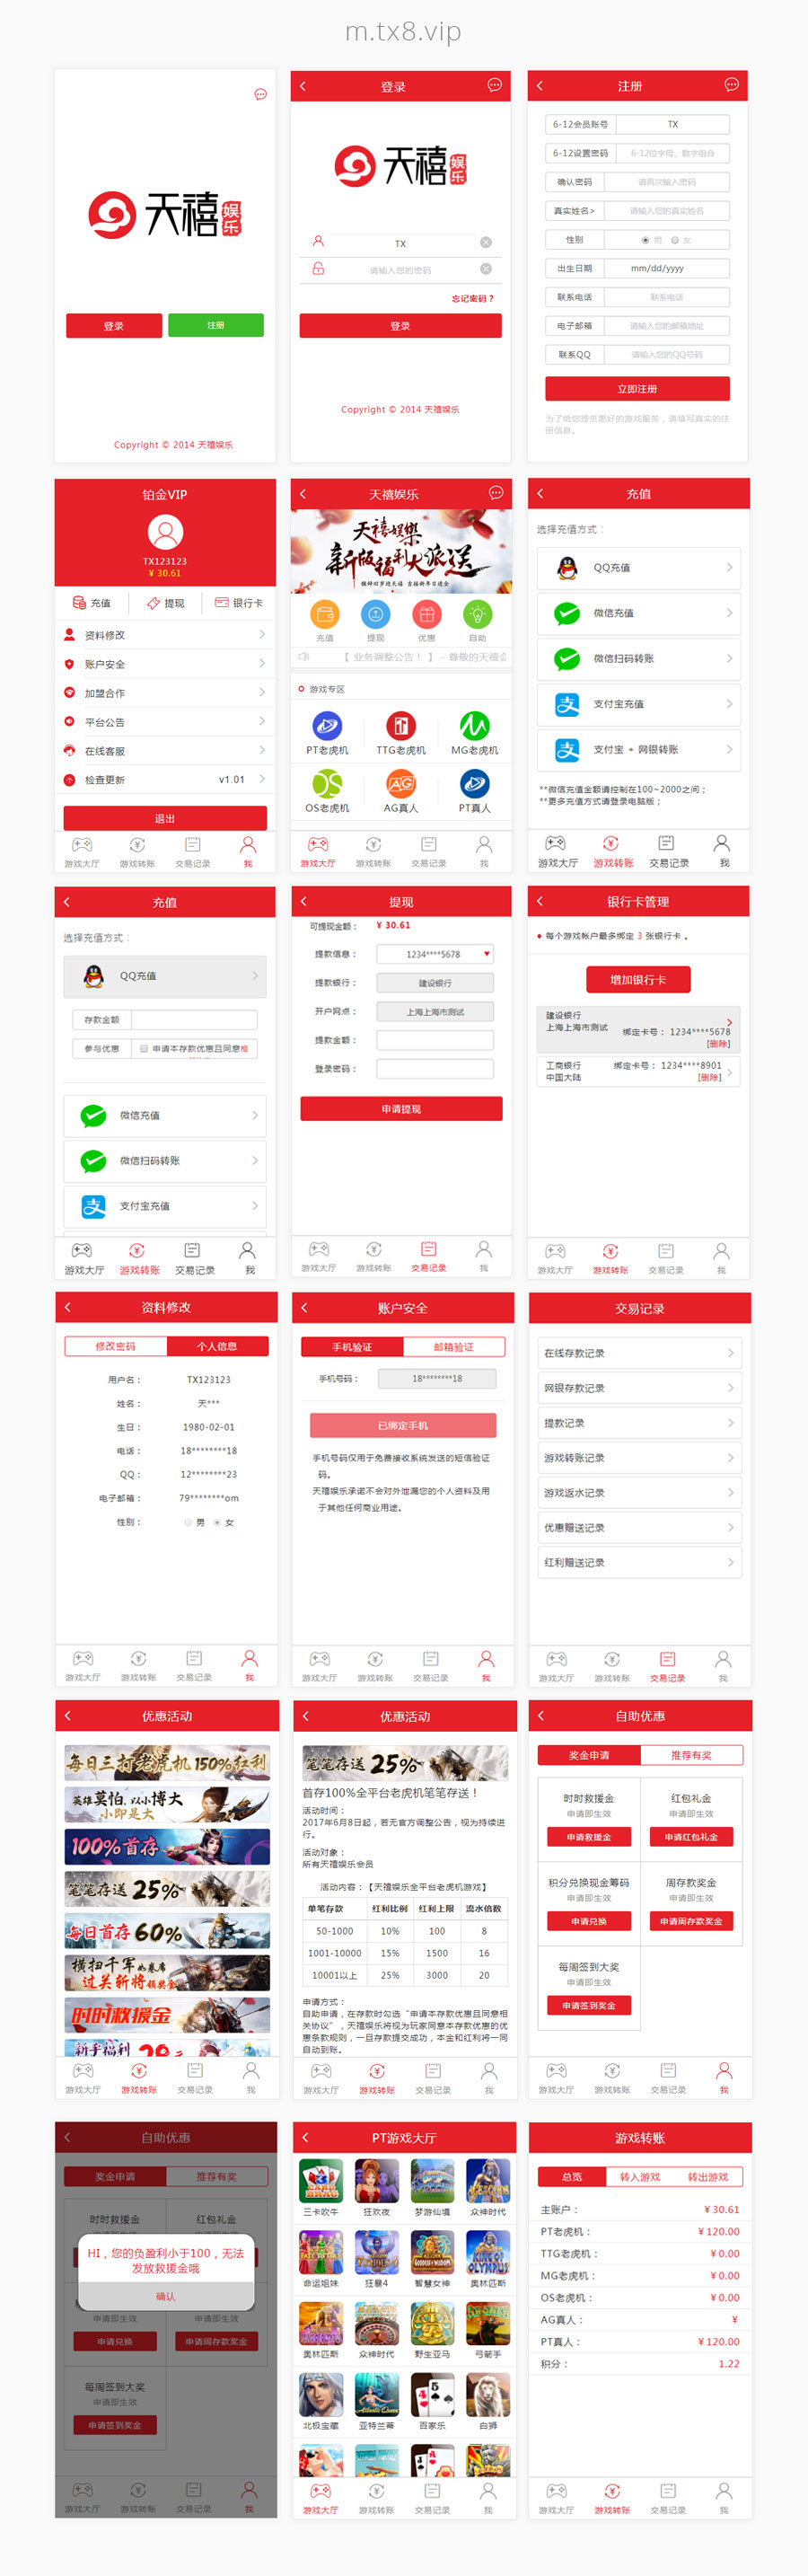 m.tx8.vip
天禧娱乐
登录
注册
Copyright © 2014 天禧娱乐
登录
天禧娱乐
TX
请输入您的密码
忘记密码？
登录
Copyright © 2014 天禧娱乐
注册
6-12会员账号 TX
6-12设置密码 6-12位字母、数字组合
确认密码 请再次输入密码
真实姓名> 请输入您的真实姓名
性别 男 女
出生日期 mm/dd/yyyy
联系电话 联系电话
电子邮箱 请输入您的邮箱地址
联系QQ 请输入您的QQ号码
立即注册
为了给您提供更好的游戏服务，请填写真实的注
册信息。
铂金VIP
TX123123
¥ 30.61
充值 提现 银行卡
资料修改
账户安全
加盟合作
平台公告
在线客服
检查更新 v1.01
退出
游戏大厅 游戏转账 交易记录 我
天禧娱乐
天禧娱乐
新版福利大派送
充值 提现 优惠 自助
【 业务调整公告！ 】 - 尊敬的天禧会
游戏专区
PT老虎机 TTG老虎机 MG老虎机
OS老虎机 AG真人 PT真人
游戏大厅 游戏转账 交易记录 我
充值
选择充值方式：
QQ充值
微信充值
微信扫码转账
支付宝充值
支付宝 + 网银转账
**微信充值金额请控制在100~2000之间；
**更多充值方式请登录电脑版；
游戏大厅 游戏转账 交易记录 我
充值
选择充值方式：
QQ充值
存款金额
参与优惠 申请本存款优惠且同意相
微信充值
微信扫码转账
支付宝充值
游戏大厅 游戏转账 交易记录 我
提现
可提现金额： ¥ 30.61
提款信息： 1234****5678
提款银行： 建设银行
开户网点： 上海上海市测试
提款金额：
登录密码：
申请提现
游戏大厅 游戏转账 交易记录 我
银行卡管理
每个游戏帐户最多绑定 3 张银行卡 。
增加银行卡
建设银行
上海上海市测试 绑定卡号： 1234****5678
[删除]
工商银行 绑定卡号： 1234****8901
中国大陆 [删除]
游戏大厅 游戏转账 交易记录 我
资料修改
修改密码 个人信息
用户名： TX123123
姓名： 天***
生日： 1980-02-01
电话： 18********18
QQ： 12********23
电子邮箱： 79********om
性别： 男 女
游戏大厅 游戏转账 交易记录 我
账户安全
手机验证 邮箱验证
手机号码： 18********18
已绑定手机
手机号码仅用于免费接收系统发送的短信验证
码。
天禧娱乐承诺不会对外泄漏您的个人资料及用
于其他任何商业用途。
游戏大厅 游戏转账 交易记录 我
交易记录
在线存款记录
网银存款记录
提款记录
游戏转账记录
游戏返水记录
优惠赠送记录
红利赠送记录
游戏大厅 游戏转账 交易记录 我
优惠活动
每日三打老虎机 150%红利
英雄莫怕，以小博大
小即是大
100%首存
笔笔存送 25%
每日首存 60%
横扫千军如卷席
过关斩将领奖金
时时救援金
新手福利
游戏大厅 游戏转账 交易记录 我
优惠活动
笔笔存送 25%
首存100%全平台老虎机笔笔存送！
活动时间：
2017年6月8日起，若无官方调整公告，视为持续进
行。
活动对象：
所有天禧娱乐会员
活动内容：【天禧娱乐全平台老虎机游戏】
单笔存款 红利比例 红利上限 流水倍数
50-1000 10% 100 8
1001-10000 15% 1500 16
10001以上 25% 3000 20
申请方式：
自助申请，在存款时勾选“申请本存款优惠且同意相
关协议”，天禧娱乐将视为玩家同意本存款优惠的优
惠条款规则，一旦存款提交成功，本金和红利将一同
自动到账。
游戏大厅 游戏转账 交易记录 我
自助优惠
奖金申请 推荐有奖
时时救援金 红包礼金
申请即生效 申请即生效
申请救援金 申请红包礼金
积分兑换现金筹码 周存款奖金
申请即生效 申请即生效
申请兑换 申请周存款奖金
每周签到大奖
申请即生效
申请签到奖金
游戏大厅 游戏转账 交易记录 我
自助优惠
奖金申请 推荐有奖
时时救援金 红包礼金
HI，您的负盈利小于100，无法
发放救援金哦
确认
申请即生效 申请即生效
申请兑换 申请周存款奖金
每周签到大奖
申请即生效
申请签到奖金
游戏大厅 游戏转账 交易记录 我
PT游戏大厅
三卡吹牛 狂欢夜 梦游仙境 众神时代
命运姐妹 狂暴4 智慧女神 奥林匹斯
奥林匹斯 众神时代 野生亚马 弓箭手
北极宝藏 亚特兰蒂 百家乐 白狮
游戏大厅 游戏转账 交易记录 我
游戏转账
总览 转入游戏 转出游戏
主账户： ¥ 30.61
PT老虎机： ¥ 120.00
TTG老虎机： ¥ 0.00
MG老虎机： ¥ 0.00
OS老虎机： ¥ 0.00
AG真人： ¥
PT真人： ¥ 120.00
积分： 1.22
游戏大厅 游戏转账 交易记录 我